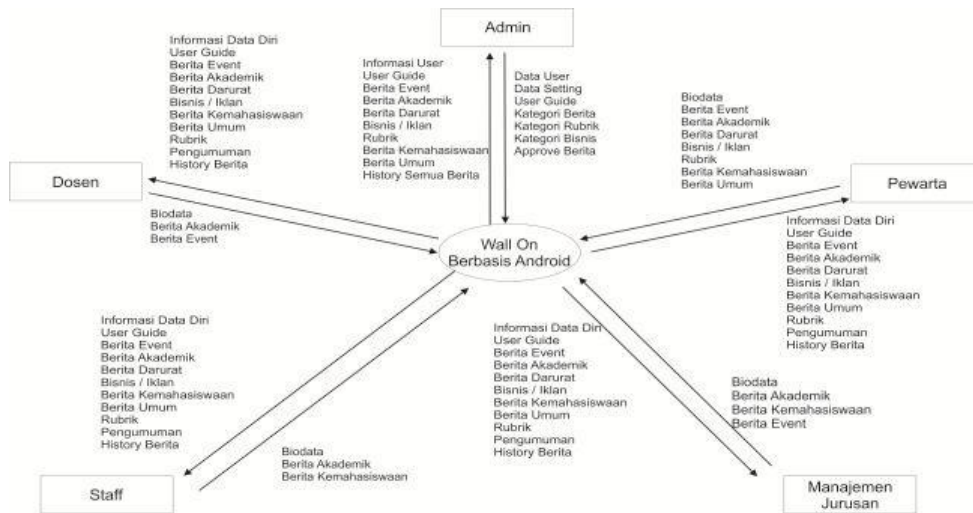 Admin
Informasi Data Diri
User Guide
Berita Event
Berita Akademik
Berita Darurat
Bisnis / Iklan
Berita Kemahasiswaan
Berita Umum
Rubrik
Pengumuman
History Berita
Informasi User
User Guide
Berita Event
Berita Akademik
Berita Darurat
Bisnis / Iklan
Rubrik
Berita Kemahasiswaan
Berita Umum
History Semua Berita
Data User
Data Setting
User Guide
Kategori Berita
Kategori Rubrik
Kategori Bisnis
Approve Berita
Biodata
Berita Event
Berita Akademik
Berita Darurat
Bisnis / Iklan
Rubrik
Berita Kemahasiswaan
Berita Umum
Dosen
Pewarta
Biodata
Berita Akademik
Berita Event
Wall On
Berbasis Android
Informasi Data Diri
User Guide
Berita Event
Berita Akademik
Berita Darurat
Bisnis / Iklan
Berita Kemahasiswaan
Berita Umum
Rubrik
Pengumuman
History Berita
Informasi Data Diri
User Guide
Berita Event
Berita Akademik
Berita Darurat
Bisnis / Iklan
Berita Kemahasiswaan
Berita Umum
Rubrik
Pengumuman
History Berita
Informasi Data Diri
User Guide
Berita Event
Berita Akademik
Berita Darurat
Bisnis / Iklan
Berita Kemahasiswaan
Berita Umum
Rubrik
Pengumuman
History Berita
Biodata
Berita Akademik
Berita Kemahasiswaan
Berita Event
Biodata
Berita Akademik
Berita Kemahasiswaan
Staff
Manajemen
Jurusan